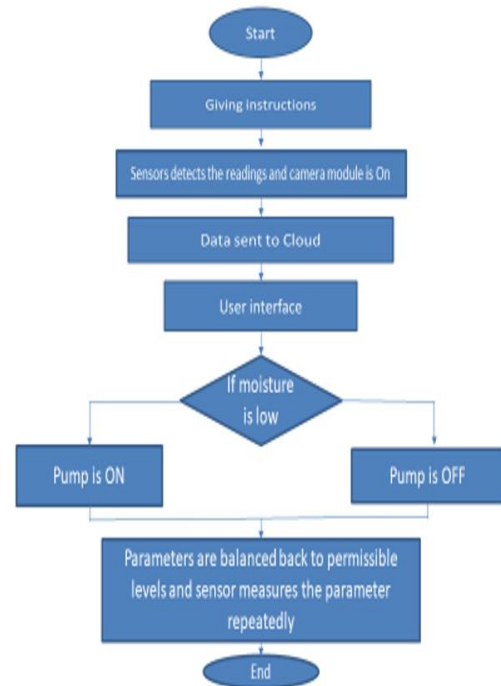 Start
Giving instructions
Sensors detects the readings and camera module is On
Data sent to Cloud
User interface
If moisture
is low
Pump is ON
Pump is OFF
Parameters are balanced back to permissible
levels and sensor measures the parameter
repeatedly
End